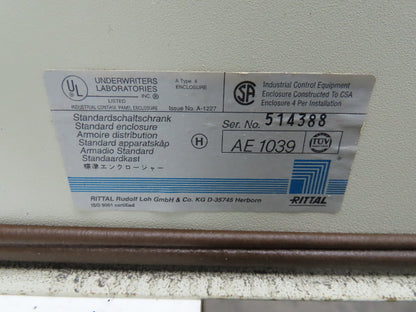 UL
UNDERWRITERS
LABORATORIES
INC.®
LISTED
INDUSTRIAL CONTROL PANEL ENCLOSURE
A Type 4
ENCLOSURE
Issue No. A-1227
Industrial Control Equipment
Enclosure Constructed To CSA
Enclosure 4 Per Installation
Standardschaltschrank
Standard enclosure
Armoire distribution
Standard apparatskåp
Armadio Standard
Standaardkast
標準エンクロージャー
H
Ser. No. 514388
AE 1039
TÜV
RITTAL
RITTAL Rudolf Loh GmbH & Co. KG D-35745 Herborn
ISO 9001 certified